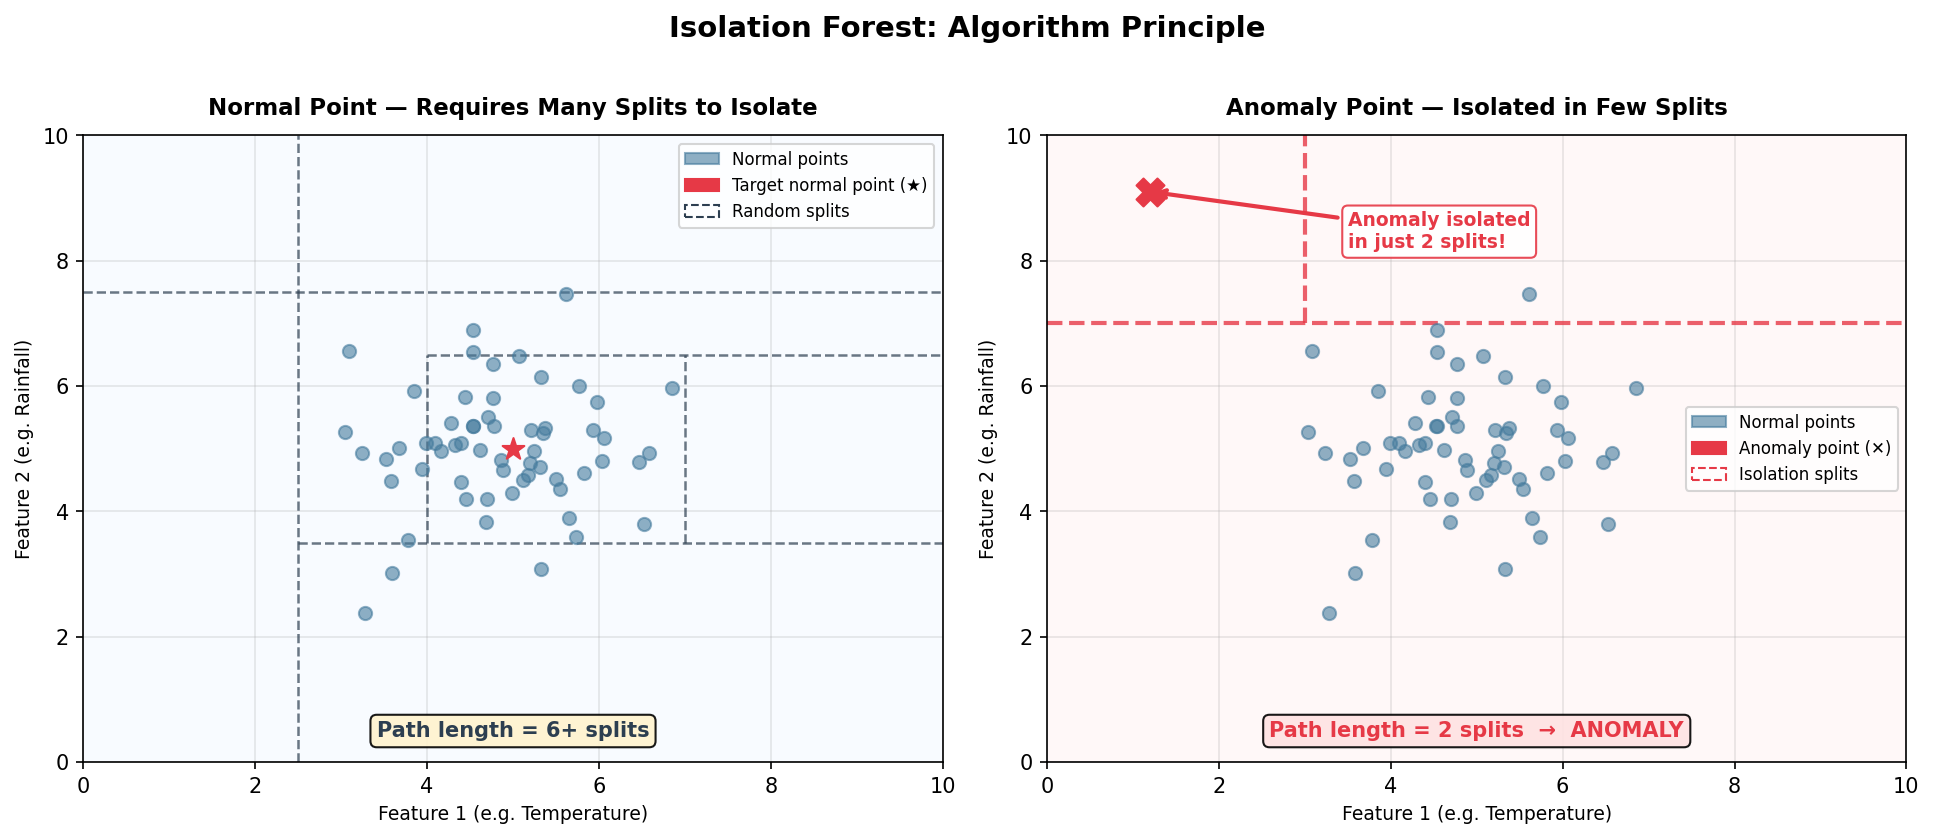 Isolation Forest: Algorithm Principle
Normal Point — Requires Many Splits to Isolate
10
8
6
4
2
0
0
2
4
6
8
10
Feature 2 (e.g. Rainfall)
Feature 1 (e.g. Temperature)
Normal points
Target normal point (★)
Random splits
Path length = 6+ splits
Anomaly Point — Isolated in Few Splits
10
8
6
4
2
0
0
2
4
6
8
10
Feature 2 (e.g. Rainfall)
Feature 1 (e.g. Temperature)
Anomaly isolated
in just 2 splits!
Normal points
Anomaly point (×)
Isolation splits
Path length = 2 splits → ANOMALY